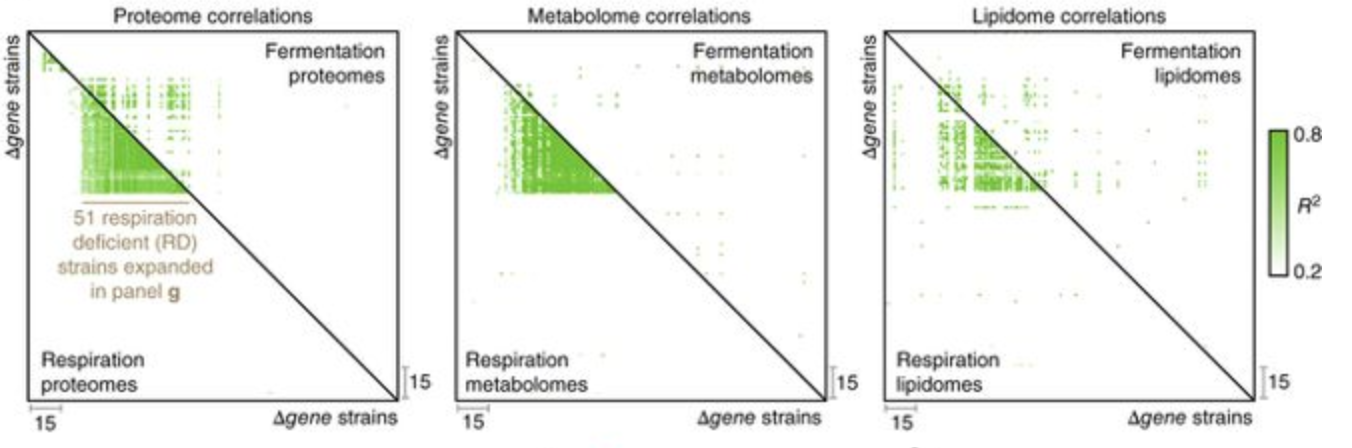 Proteome correlations
Δgene strains
Fermentation
proteomes
51 respiration
deficient (RD)
strains expanded
in panel g
Respiration
proteomes
15
15
Δgene strains
Metabolome correlations
Δgene strains
Fermentation
metabolomes
Respiration
metabolomes
15
15
Δgene strains
Lipidome correlations
Δgene strains
Fermentation
lipidomes
Respiration
lipidomes
15
15
Δgene strains
0.8
R²
0.2